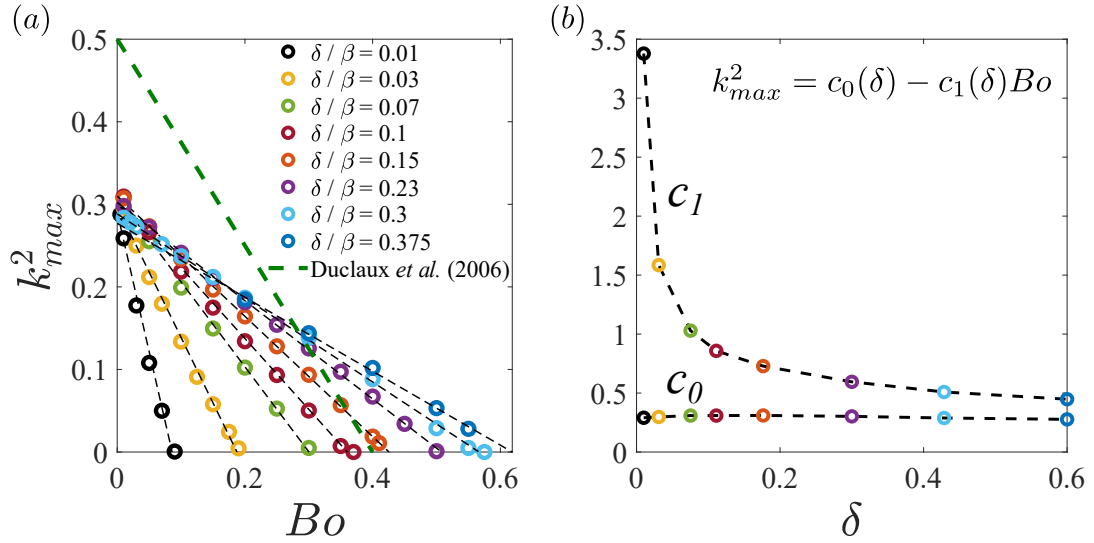 (a)
0.5
0.4
0.3
0.2
0.1
0
k²max
0 0.2 0.4 0.6
Bo
δ / β = 0.01
δ / β = 0.03
δ / β = 0.07
δ / β = 0.1
δ / β = 0.15
δ / β = 0.23
δ / β = 0.3
δ / β = 0.375
Duclaux et al. (2006)
(b)
3.5
3
2.5
2
1.5
1
0.5
0
k²max = c₀(δ) − c₁(δ)Bo
c₁
c₀
0 0.2 0.4 0.6
δ